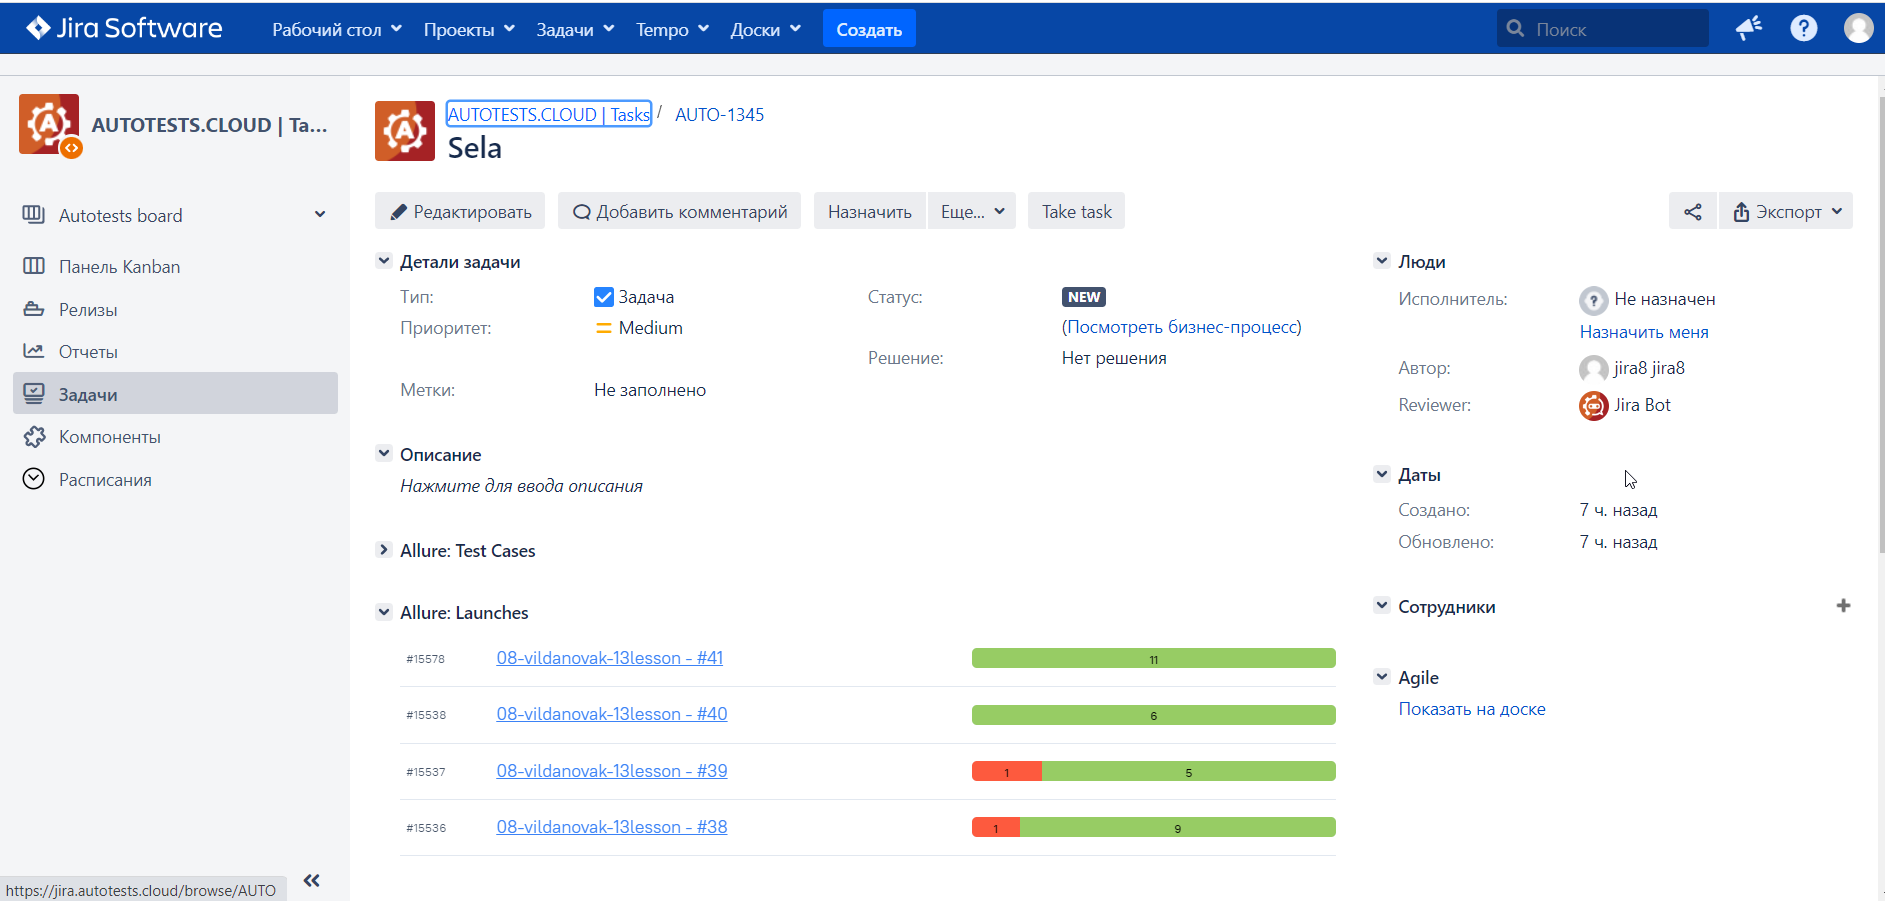 Jira Software
Рабочий стол
Проекты
Задачи
Tempo
Доски
Создать
Поиск
AUTOTESTS.CLOUD | Ta...
Autotests board
Панель Kanban
Релизы
Отчеты
Задачи
Компоненты
Расписания
AUTOTESTS.CLOUD | Tasks / AUTO-1345
Sela
Редактировать
Добавить комментарий
Назначить
Еще...
Take task
Экспорт
Детали задачи
Тип: Задача
Статус: NEW
Приоритет: Medium
(Посмотреть бизнес-процесс)
Решение: Нет решения
Метки: Не заполнено
Описание
Нажмите для ввода описания
Allure: Test Cases
Allure: Launches
#15578 08-vildanovak-13lesson - #41 11
#15538 08-vildanovak-13lesson - #40 6
#15537 08-vildanovak-13lesson - #39 1 5
#15536 08-vildanovak-13lesson - #38 1 9
Люди
Исполнитель: Не назначен
Назначить меня
Автор: jira8 jira8
Reviewer: Jira Bot
Даты
Создано: 7 ч. назад
Обновлено: 7 ч. назад
Сотрудники
Agile
Показать на доске
https://jira.autotests.cloud/browse/AUTO